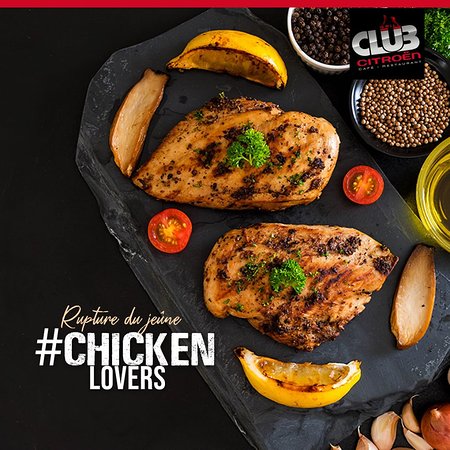 CLUB
CITROËN
CAFÉ - RESTAURANT
Rupture du jeûne
#CHICKEN
LOVERS